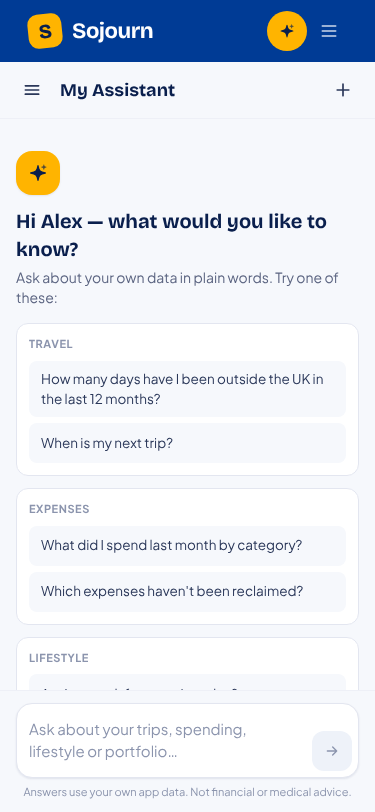 S Sojourn
My Assistant
Hi Alex — what would you like to
know?
Ask about your own data in plain words. Try one of
these:
TRAVEL
How many days have I been outside the UK in
the last 12 months?
When is my next trip?
EXPENSES
What did I spend last month by category?
Which expenses haven't been reclaimed?
LIFESTYLE
Ask about your trips, spending,
lifestyle or portfolio…
Answers use your own app data. Not financial or medical advice.